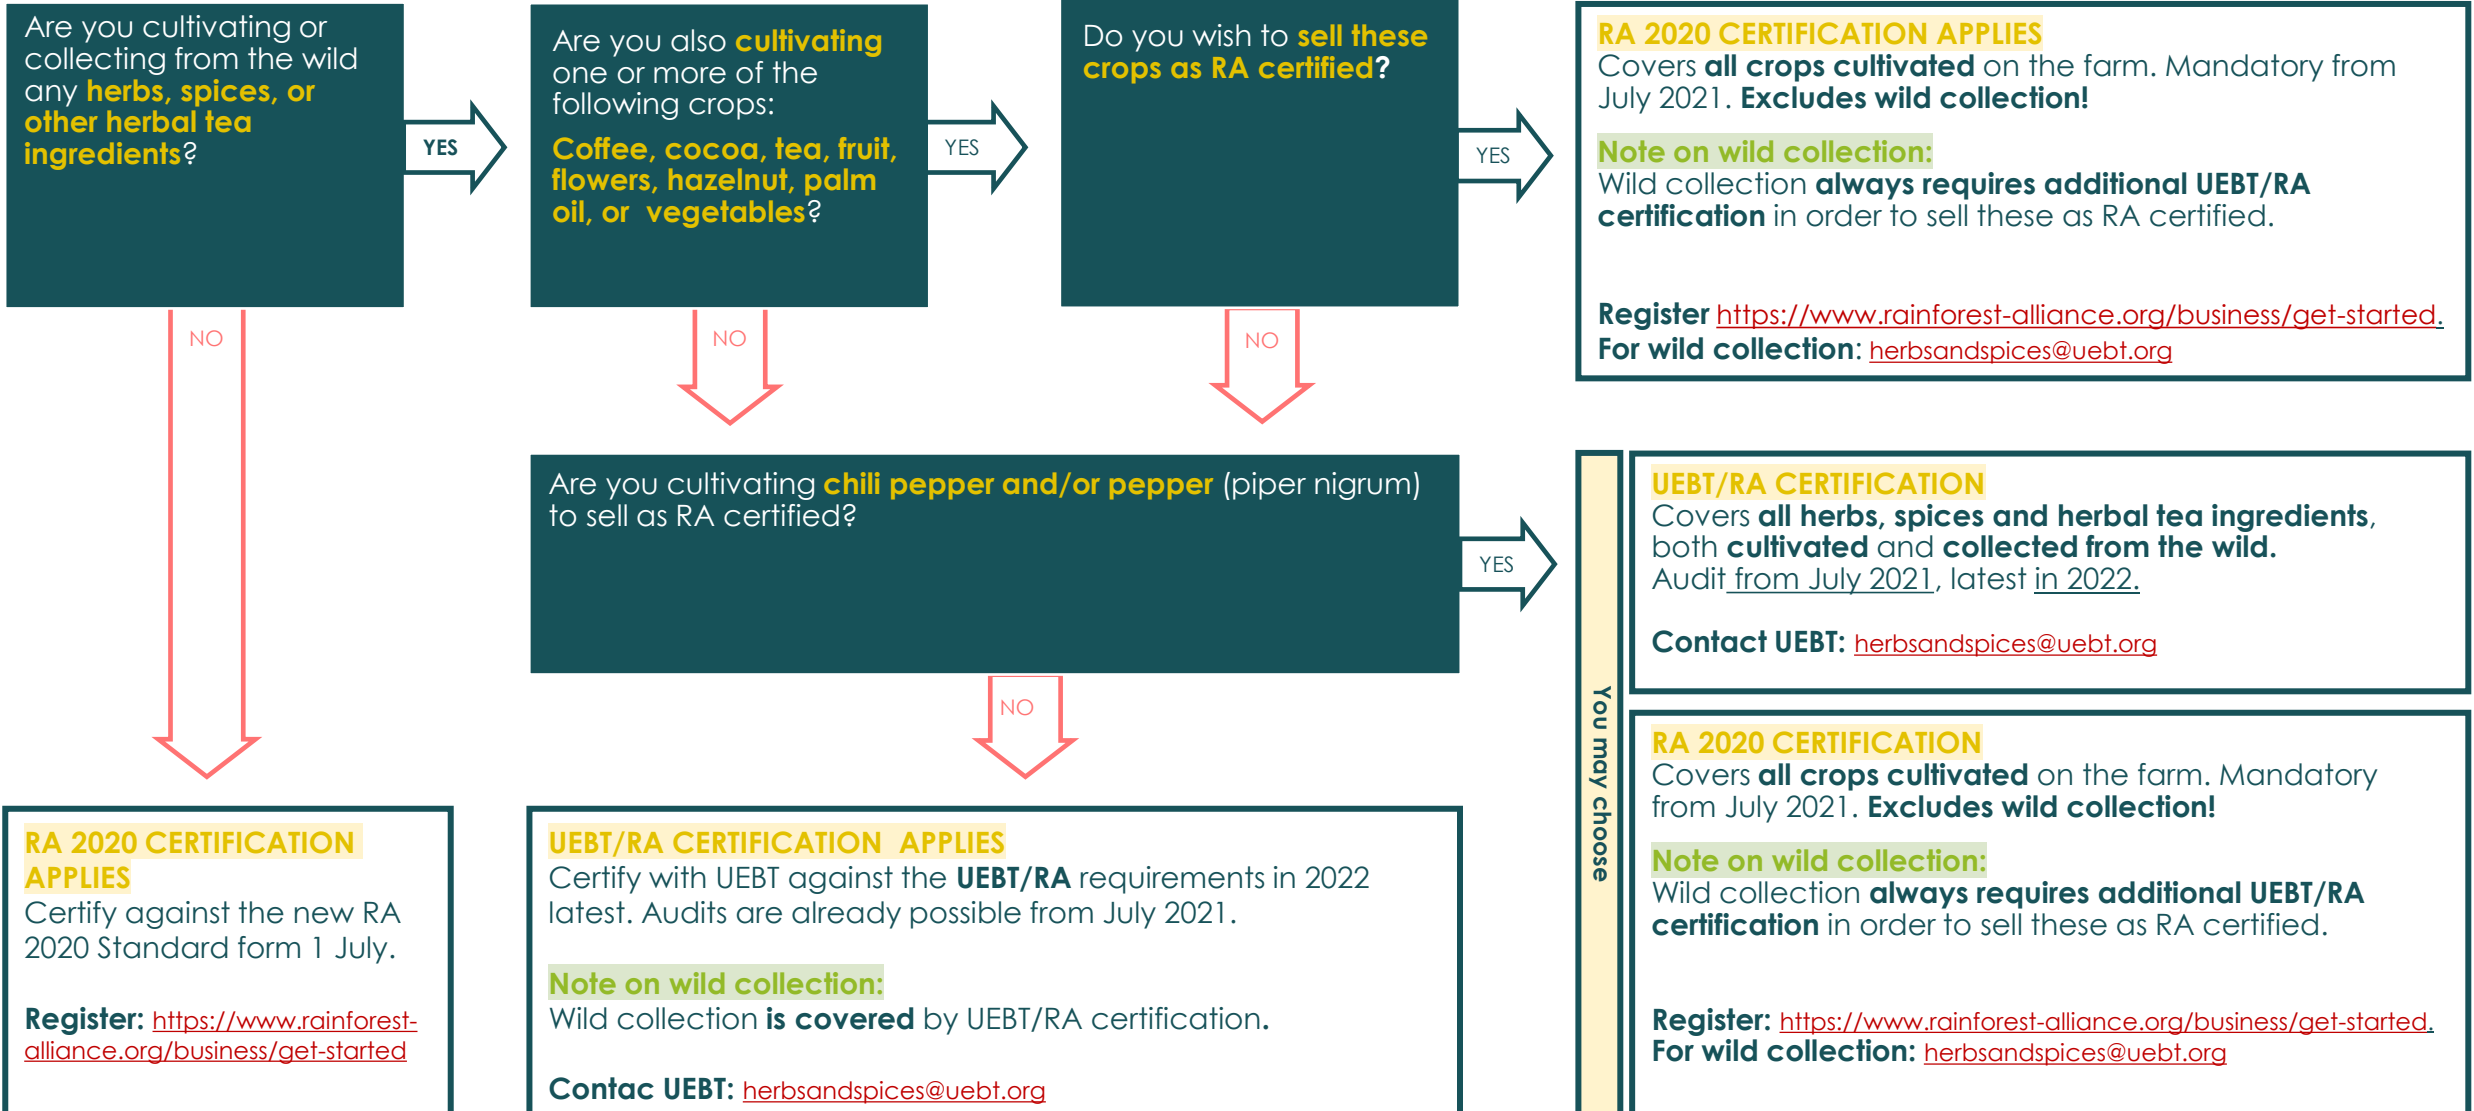 Are you cultivating or
collecting from the wild
any herbs, spices, or
other herbal tea
ingredients?
YES
NO
Are you also cultivating
one or more of the
following crops:
Coffee, cocoa, tea, fruit,
flowers, hazelnut, palm
oil, or vegetables?
YES
NO
Do you wish to sell these
crops as RA certified?
YES
NO
RA 2020 CERTIFICATION APPLIES
Covers all crops cultivated on the farm. Mandatory from
July 2021. Excludes wild collection!
Note on wild collection:
Wild collection always requires additional UEBT/RA
certification in order to sell these as RA certified.
Register https://www.rainforest-alliance.org/business/get-started.
For wild collection: herbsandspices@uebt.org
Are you cultivating chili pepper and/or pepper (piper nigrum)
to sell as RA certified?
YES
NO
You may choose
UEBT/RA CERTIFICATION
Covers all herbs, spices and herbal tea ingredients,
both cultivated and collected from the wild.
Audit from July 2021, latest in 2022.
Contact UEBT: herbsandspices@uebt.org
RA 2020 CERTIFICATION
Covers all crops cultivated on the farm. Mandatory
from July 2021. Excludes wild collection!
Note on wild collection:
Wild collection always requires additional UEBT/RA
certification in order to sell these as RA certified.
Register: https://www.rainforest-alliance.org/business/get-started.
For wild collection: herbsandspices@uebt.org
RA 2020 CERTIFICATION
APPLIES
Certify against the new RA
2020 Standard form 1 July.
Register: https://www.rainforest-
alliance.org/business/get-started
UEBT/RA CERTIFICATION APPLIES
Certify with UEBT against the UEBT/RA requirements in 2022
latest. Audits are already possible from July 2021.
Note on wild collection:
Wild collection is covered by UEBT/RA certification.
Contac UEBT: herbsandspices@uebt.org